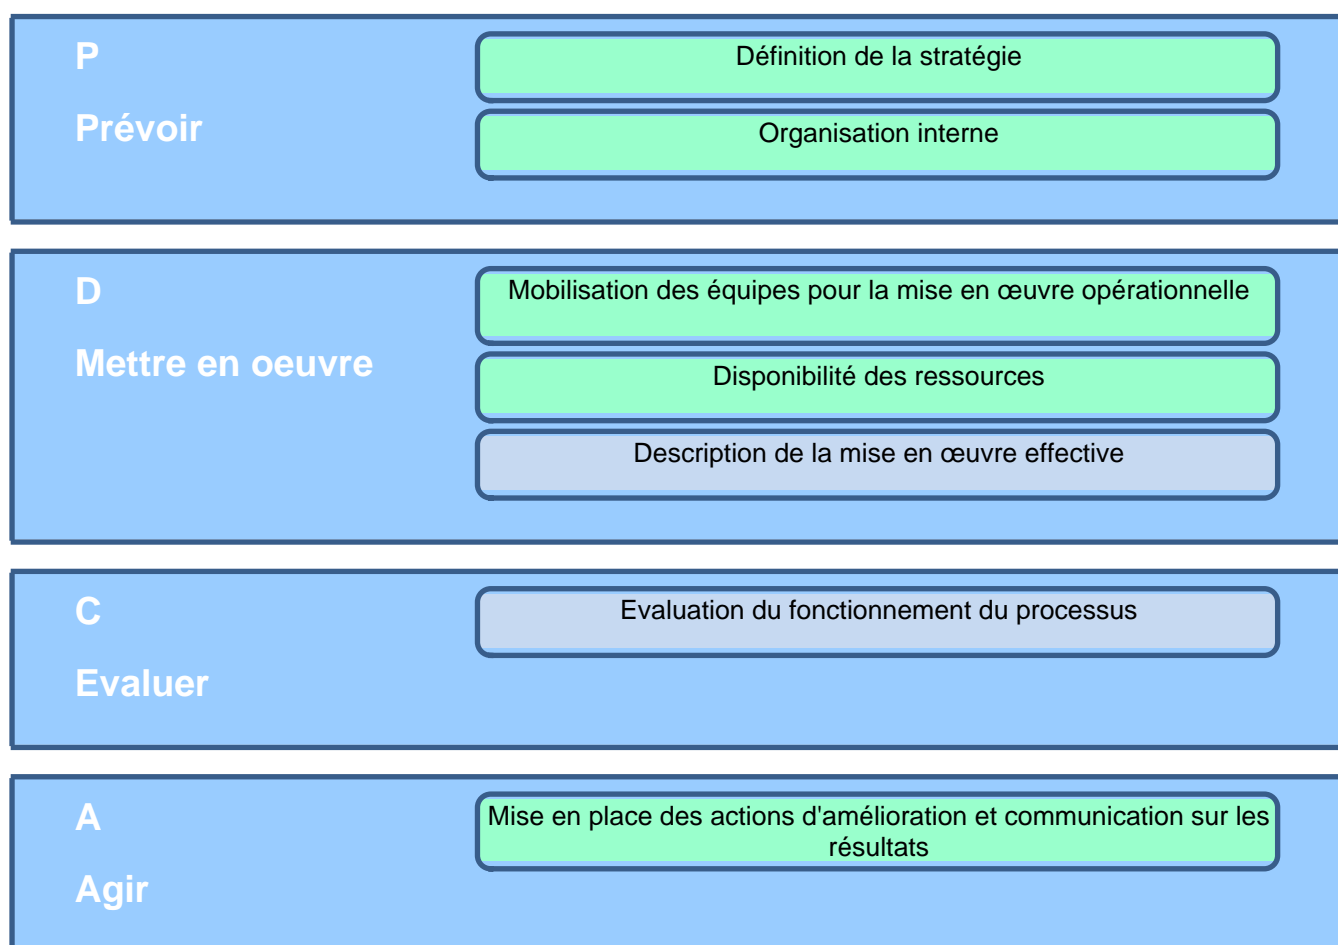 P
Définition de la stratégie
Prévoir
Organisation interne
D
Mobilisation des équipes pour la mise en œuvre opérationnelle
Mettre en oeuvre
Disponibilité des ressources
Description de la mise en œuvre effective
C
Evaluation du fonctionnement du processus
Evaluer
A
Mise en place des actions d'amélioration et communication sur les
résultats
Agir